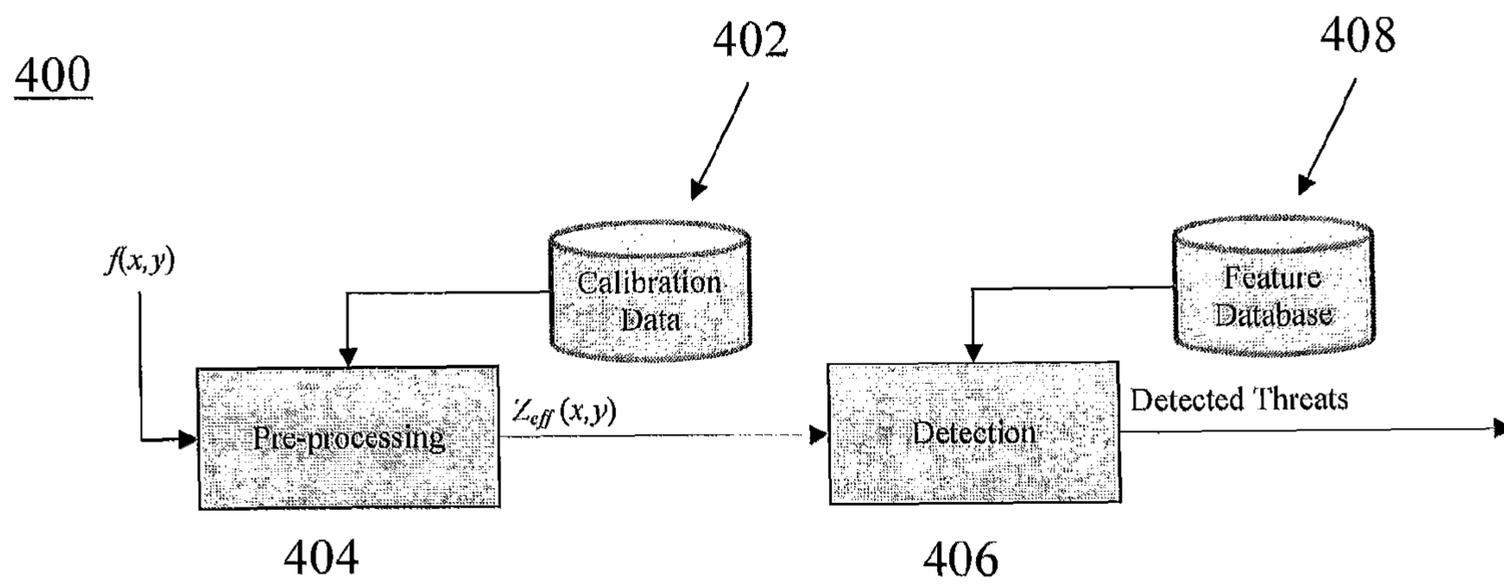 400
402
408
f(x,y)
Calibration
Data
Feature
Database
Pre-processing
Zeff (x,y)
Detection
Detected Threats
404
406